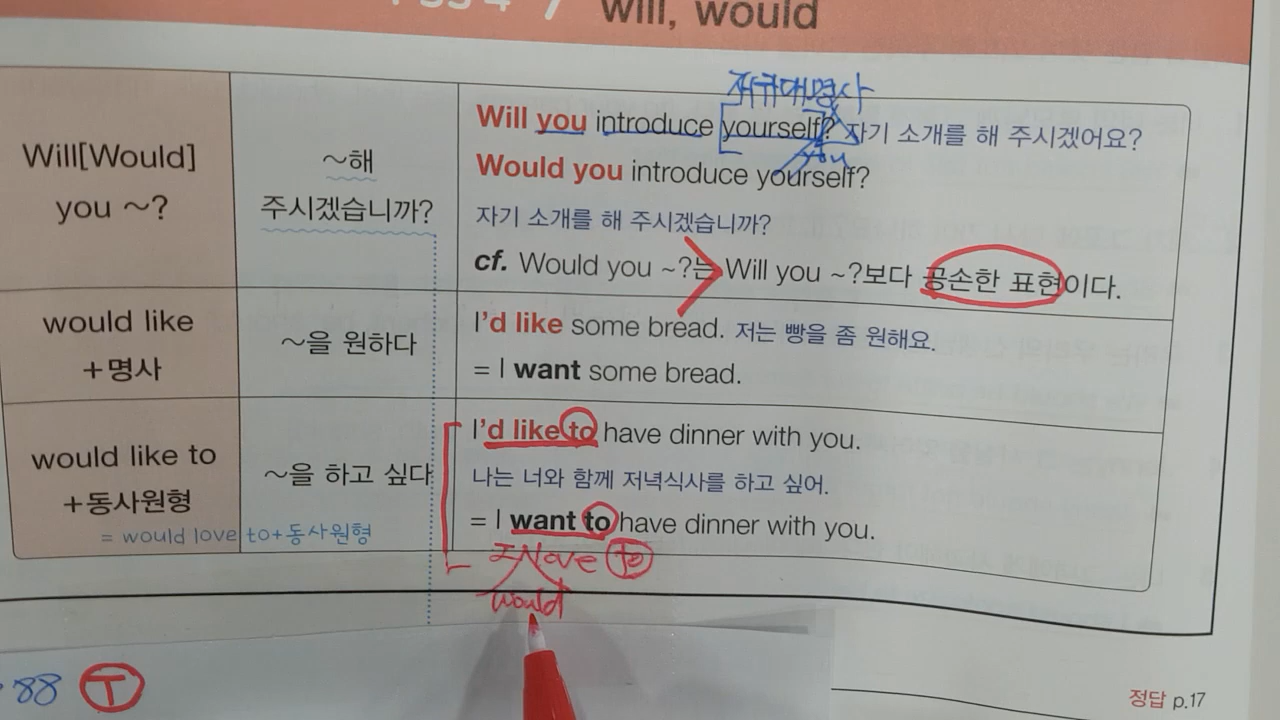 will, would
재귀대명사
Will[Would]
you ~?
~해
주시겠습니까?
Will you introduce yourself? 자기 소개를 해 주시겠어요?
you
Would you introduce yourself?
자기 소개를 해 주시겠습니까?
cf. Would you ~?는 Will you ~?보다 공손한 표현이다.
would like
+명사
~을 원하다
I'd like some bread. 저는 빵을 좀 원해요.
= I want some bread.
would like to
+동사원형
= would love to+동사원형
~을 하고 싶다
I'd like to have dinner with you.
나는 너와 함께 저녁식사를 하고 싶어.
= I want to have dinner with you.
I love to
would
88 T
정답 p.17